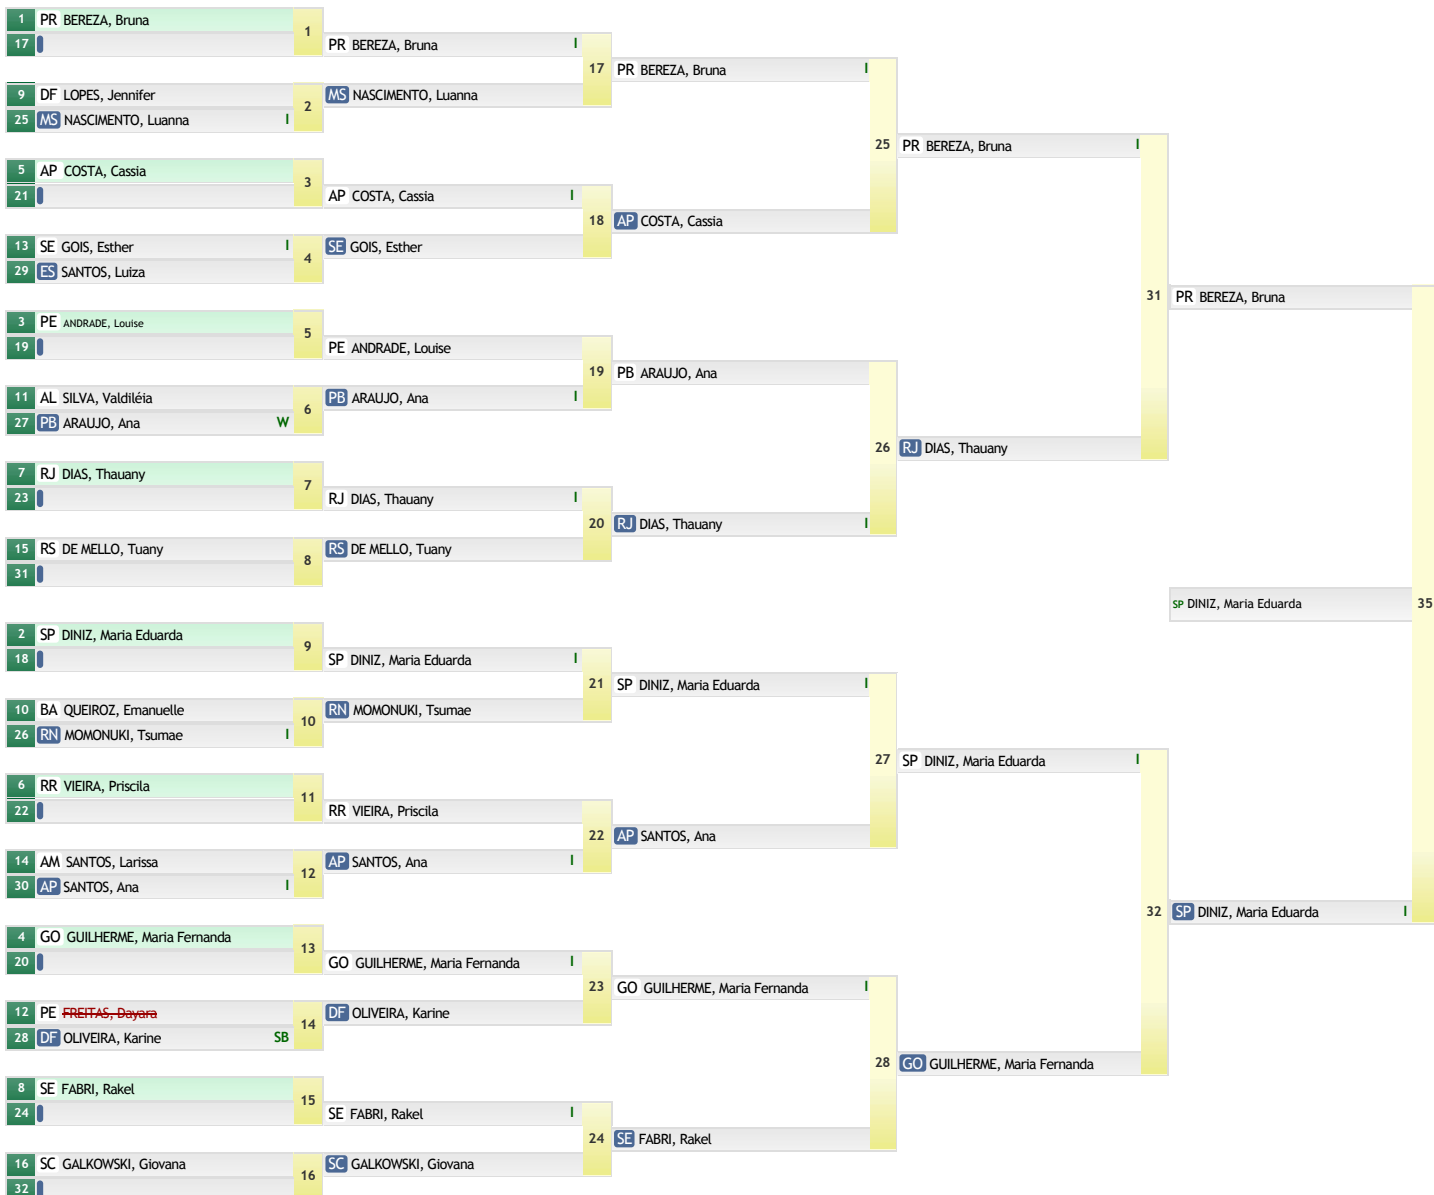 1 PR BEREZA, Bruna
17
1
9 DF LOPES, Jennifer
25 MS NASCIMENTO, Luanna I
2
5 AP COSTA, Cassia
21
3
13 SE GOIS, Esther I
29 ES SANTOS, Luiza
4
3 PE ANDRADE, Louise
19
5
11 AL SILVA, Valdiléia
27 PB ARAUJO, Ana W
6
7 RJ DIAS, Thauany
23
7
15 RS DE MELLO, Tuany
31
8
2 SP DINIZ, Maria Eduarda
18
9
10 BA QUEIROZ, Emanuelle
26 RN MOMONUKI, Tsumae I
10
6 RR VIEIRA, Priscila
22
11
14 AM SANTOS, Larissa
30 AP SANTOS, Ana I
12
4 GO GUILHERME, Maria Fernanda
20
13
12 PE FREITAS, Dayara
28 DF OLIVEIRA, Karine SB
14
8 SE FABRI, Rakel
24
15
16 SC GALKOWSKI, Giovana
32
16
PR BEREZA, Bruna I
MS NASCIMENTO, Luanna
17
AP COSTA, Cassia I
SE GOIS, Esther
18
PE ANDRADE, Louise
PB ARAUJO, Ana I
19
RJ DIAS, Thauany I
RS DE MELLO, Tuany
20
SP DINIZ, Maria Eduarda I
RN MOMONUKI, Tsumae
21
RR VIEIRA, Priscila
AP SANTOS, Ana I
22
GO GUILHERME, Maria Fernanda I
DF OLIVEIRA, Karine
23
SE FABRI, Rakel I
SC GALKOWSKI, Giovana
24
PR BEREZA, Bruna I
AP COSTA, Cassia
25
PB ARAUJO, Ana
RJ DIAS, Thauany I
26
SP DINIZ, Maria Eduarda I
AP SANTOS, Ana
27
GO GUILHERME, Maria Fernanda I
SE FABRI, Rakel
28
PR BEREZA, Bruna I
RJ DIAS, Thauany
31
SP DINIZ, Maria Eduarda I
GO GUILHERME, Maria Fernanda
32
PR BEREZA, Bruna
SP DINIZ, Maria Eduarda
35
SP DINIZ, Maria Eduarda I